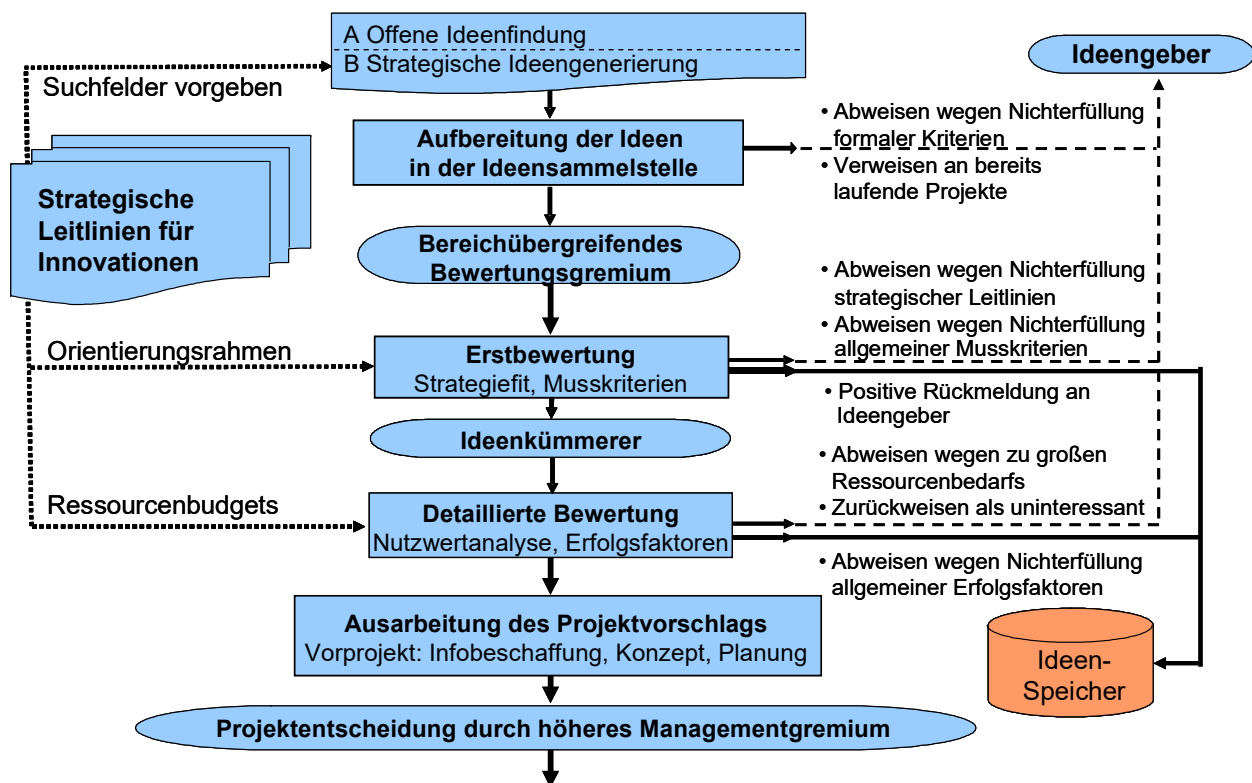 A Offene Ideenfindung
B Strategische Ideengenerierung
Ideengeber
Suchfelder vorgeben
Aufbereitung der Ideen
in der Ideensammelstelle
• Abweisen wegen Nichterfüllung
formaler Kriterien
• Verweisen an bereits
laufende Projekte
Strategische
Leitlinien für
Innovationen
Bereichübergreifendes
Bewertungsgremium
• Abweisen wegen Nichterfüllung
strategischer Leitlinien
• Abweisen wegen Nichterfüllung
allgemeiner Musskriterien
Orientierungsrahmen
Erstbewertung
Strategiefit, Musskriterien
• Positive Rückmeldung an
Ideengeber
Ideenkümmerer
• Abweisen wegen zu großen
Ressourcenbedarfs
• Zurückweisen als uninteressant
Ressourcenbudgets
Detaillierte Bewertung
Nutzwertanalyse, Erfolgsfaktoren
• Abweisen wegen Nichterfüllung
allgemeiner Erfolgsfaktoren
Ausarbeitung des Projektvorschlags
Vorprojekt: Infobeschaffung, Konzept, Planung
Ideen-
Speicher
Projektentscheidung durch höheres Managementgremium